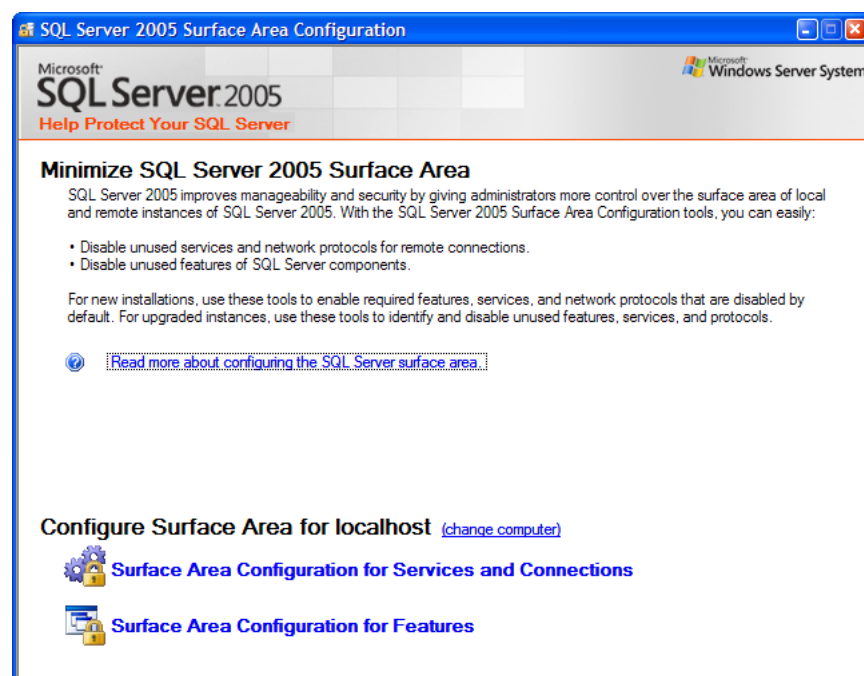 SQL Server 2005 Surface Area Configuration
Microsoft
SQL Server 2005
Help Protect Your SQL Server
Microsoft
Windows Server System
Minimize SQL Server 2005 Surface Area
SQL Server 2005 improves manageability and security by giving administrators more control over the surface area of local
and remote instances of SQL Server 2005. With the SQL Server 2005 Surface Area Configuration tools, you can easily:
• Disable unused services and network protocols for remote connections.
• Disable unused features of SQL Server components.
For new installations, use these tools to enable required features, services, and network protocols that are disabled by
default. For upgraded instances, use these tools to identify and disable unused features, services, and protocols.
Read more about configuring the SQL Server surface area.
Configure Surface Area for localhost (change computer)
Surface Area Configuration for Services and Connections
Surface Area Configuration for Features